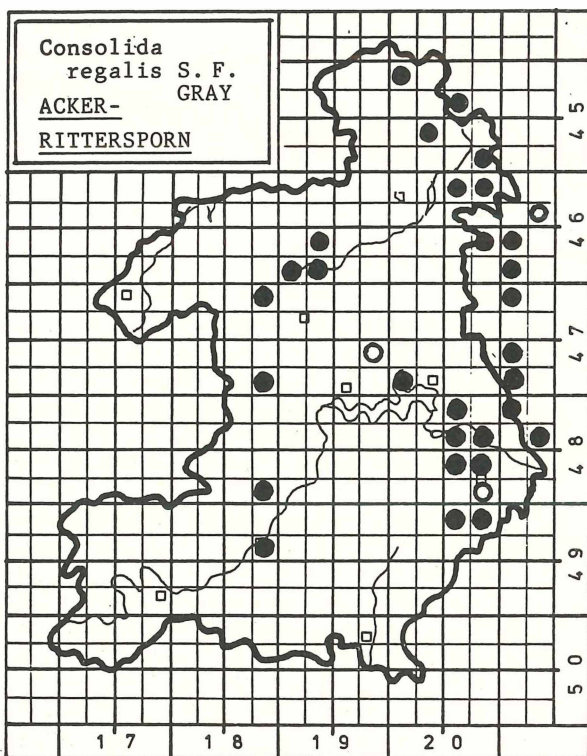 Consolida
regalis S. F.
GRAY
ACKER-
RITTERSPORN
45
46
47
48
49
50
17 18 19 20